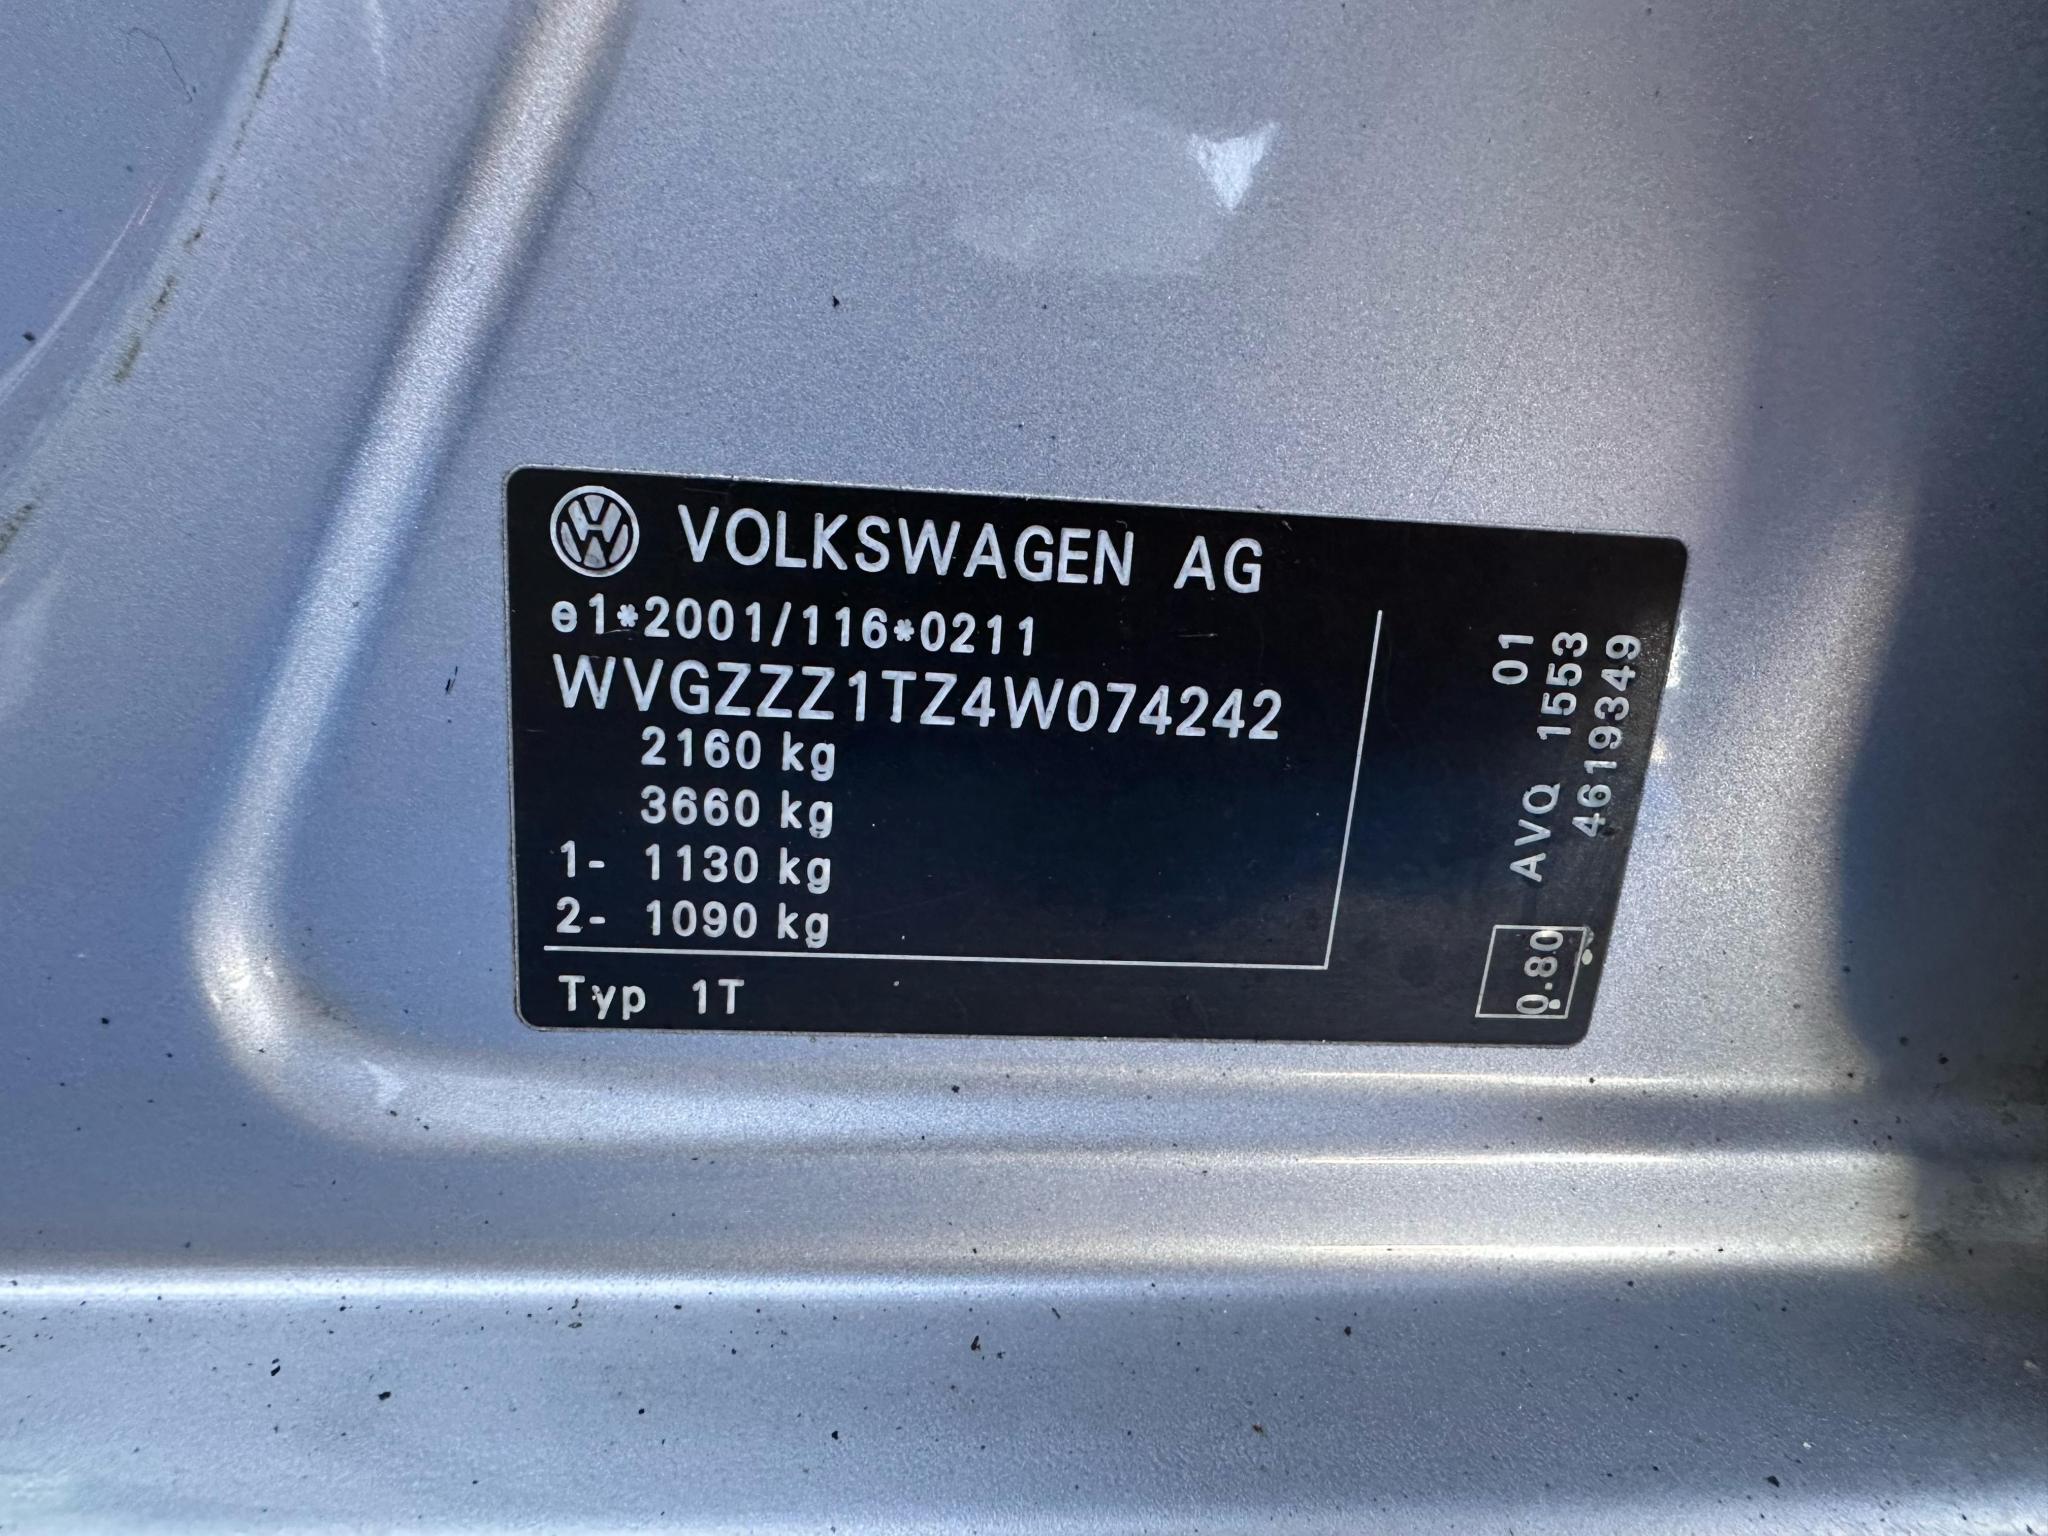 VOLKSWAGEN AG
e1*2001/116*0211
WVGZZZ1TZ4W074242
2160 kg
3660 kg
1- 1130 kg
2- 1090 kg
Typ 1T
01
AVQ 1553
4619349
0.80